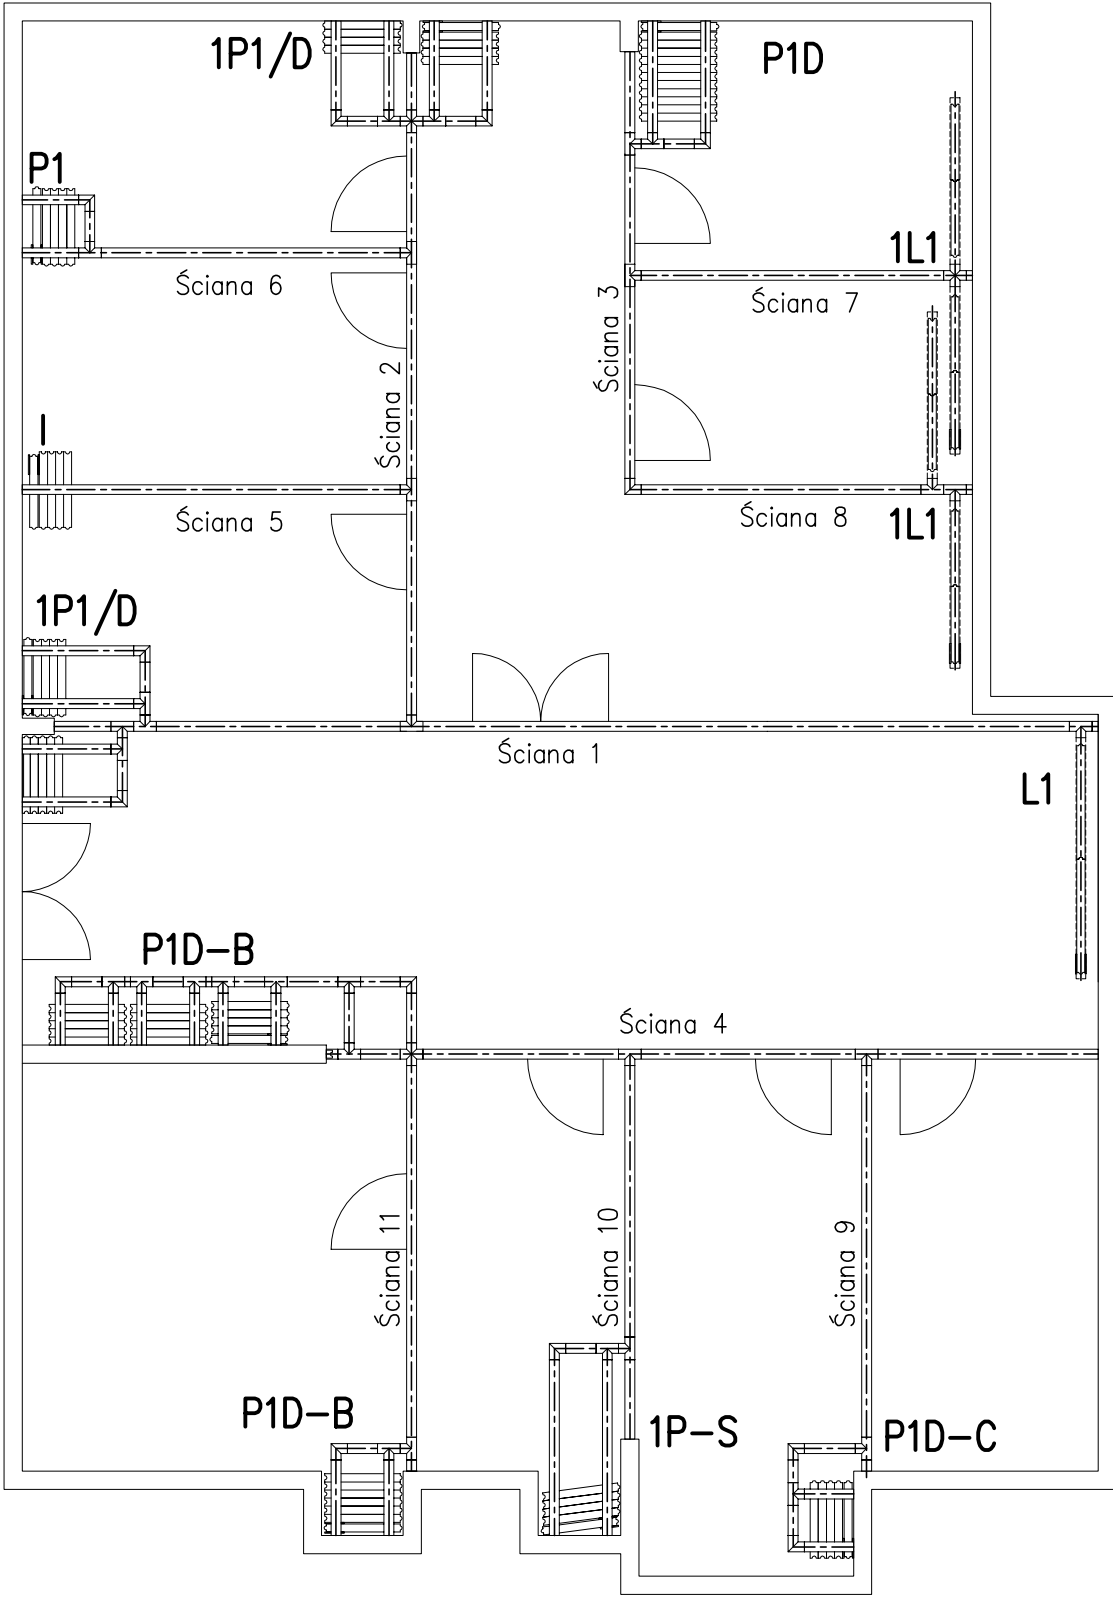 1P1/D
P1D
P1
1L1
Ściana 6
Ściana 7
Ściana 3
Ściana 2
I
Ściana 5
Ściana 8
1L1
1P1/D
Ściana 1
L1
P1D-B
Ściana 4
Ściana 11
Ściana 10
Ściana 9
P1D-B
1P-S
P1D-C